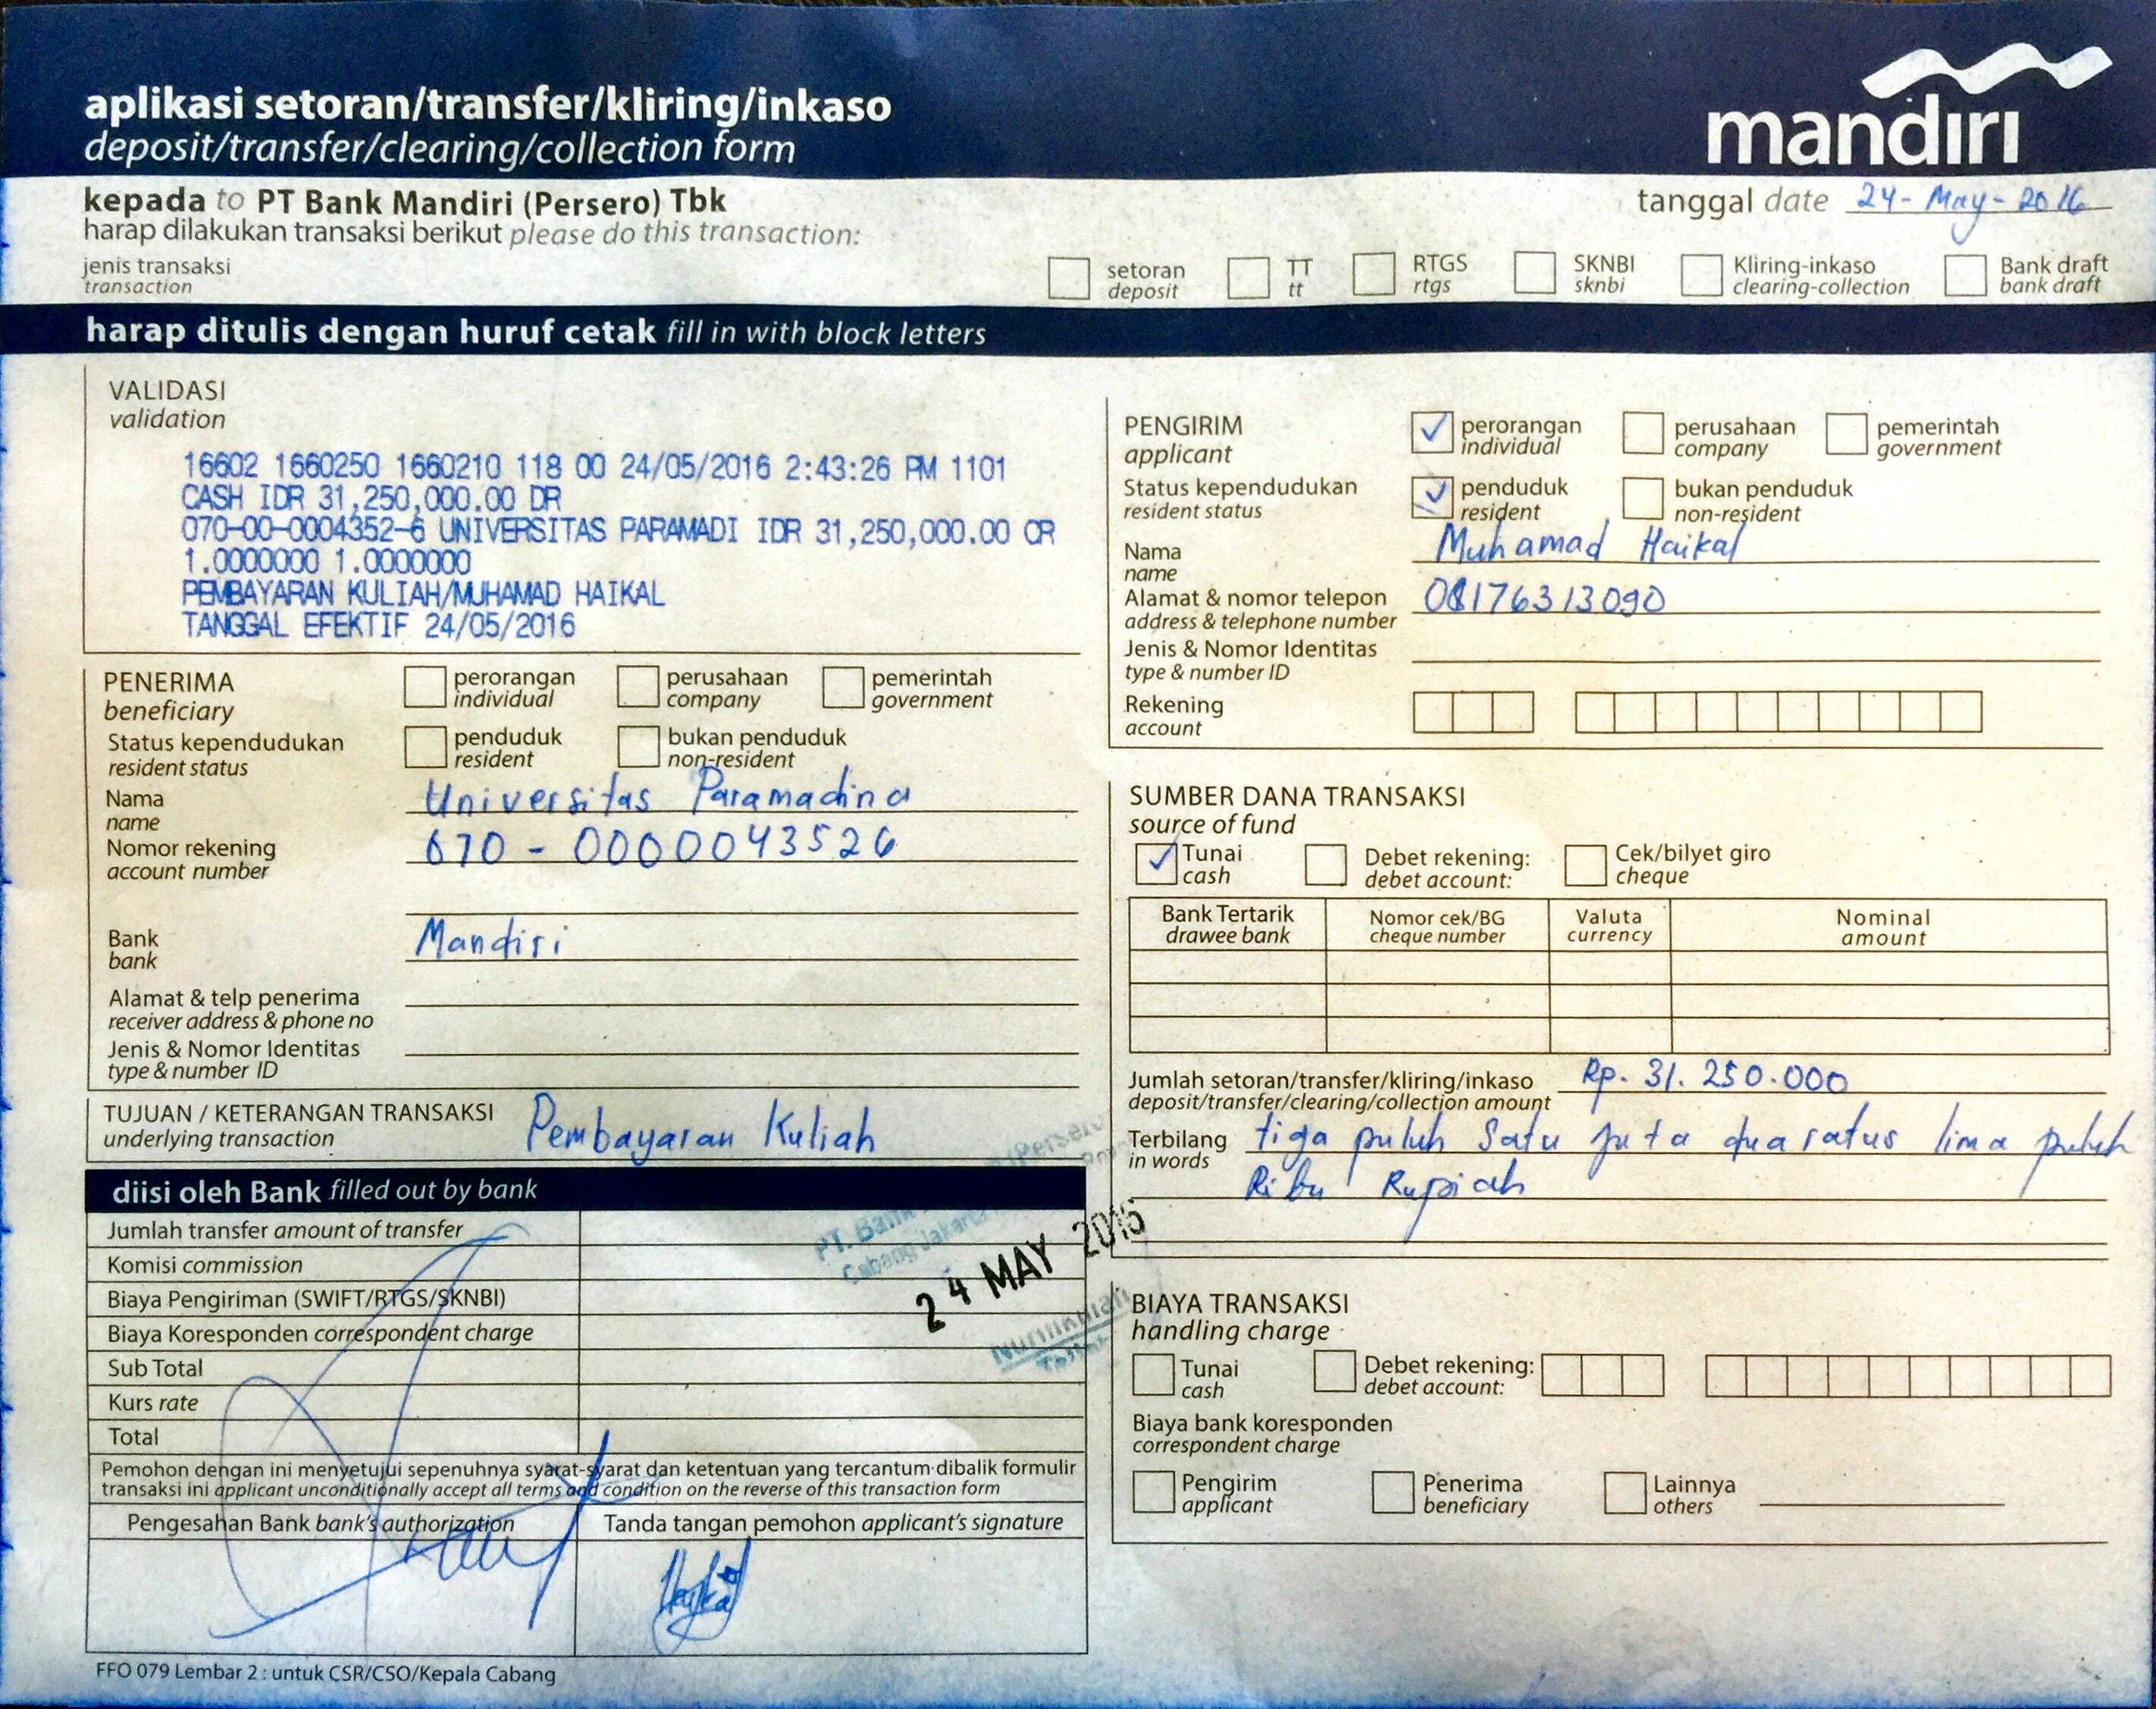 aplikasi setoran/transfer/kliring/inkaso
deposit/transfer/clearing/collection form
mandiri
kepada to PT Bank Mandiri (Persero) Tbk
tanggal date 24-May-2016
harap dilakukan transaksi berikut please do this transaction:
jenis transaksi
transaction
setoran
deposit
TT
tt
RTGS
rtgs
SKNBI
sknbi
Kliring-inkaso
clearing-collection
Bank draft
bank draft
harap ditulis dengan huruf cetak fill in with block letters
VALIDASI
validation
16602 1660250 1660210 118 00 24/05/2016 2:43:26 PM 1101
CASH IDR 31,250,000.00 DR
070-00-0004352-6 UNIVERSITAS PARAMADI IDR 31,250,000.00 CR
1.0000000 1.0000000
PEMBAYARAN KULIAH/MUHAMAD HAIKAL
TANGGAL EFEKTIF 24/05/2016
PENERIMA
beneficiary
perorangan
individual
perusahaan
company
pemerintah
government
Status kependudukan
resident status
penduduk
resident
bukan penduduk
non-resident
Nama
name
Universitas Paramadina
Nomor rekening
account number
070 - 0000043526
Bank
bank
Mandiri
Alamat & telp penerima
receiver address & phone no
Jenis & Nomor Identitas
type & number ID
TUJUAN / KETERANGAN TRANSAKSI
underlying transaction
Pembayaran Kuliah
diisi oleh Bank filled out by bank
Jumlah transfer amount of transfer
Komisi commission
Biaya Pengiriman (SWIFT/RTGS/SKNBI)
Biaya Koresponden correspondent charge
Sub Total
Kurs rate
Total
PT. Bank
(Persero)
Cabang Jakarta
24 MAY 2016
Pemohon dengan ini menyetujui sepenuhnya syarat-syarat dan ketentuan yang tercantum dibalik formulir
transaksi ini applicant unconditionally accept all terms and condition on the reverse of this transaction form
Pengesahan Bank bank's authorization
Tanda tangan pemohon applicant's signature
FFO 079 Lembar 2 : untuk CSR/CSO/Kepala Cabang
PENGIRIM
applicant
perorangan
individual
perusahaan
company
pemerintah
government
Status kependudukan
resident status
penduduk
resident
bukan penduduk
non-resident
Nama
name
Muhamad Haikal
Alamat & nomor telepon
address & telephone number
08176313090
Jenis & Nomor Identitas
type & number ID
Rekening
account
SUMBER DANA TRANSAKSI
source of fund
Tunai
cash
Debet rekening:
debet account:
Cek/bilyet giro
cheque
Bank Tertarik
drawee bank
Nomor cek/BG
cheque number
Valuta
currency
Nominal
amount
Jumlah setoran/transfer/kliring/inkaso
deposit/transfer/clearing/collection amount
Rp. 31.250.000
Terbilang
in words
tiga puluh Satu juta dua ratus lima puluh
Ribu Rupiah
BIAYA TRANSAKSI
handling charge
Tunai
cash
Debet rekening:
debet account:
Biaya bank koresponden
correspondent charge
Pengirim
applicant
Penerima
beneficiary
Lainnya
others